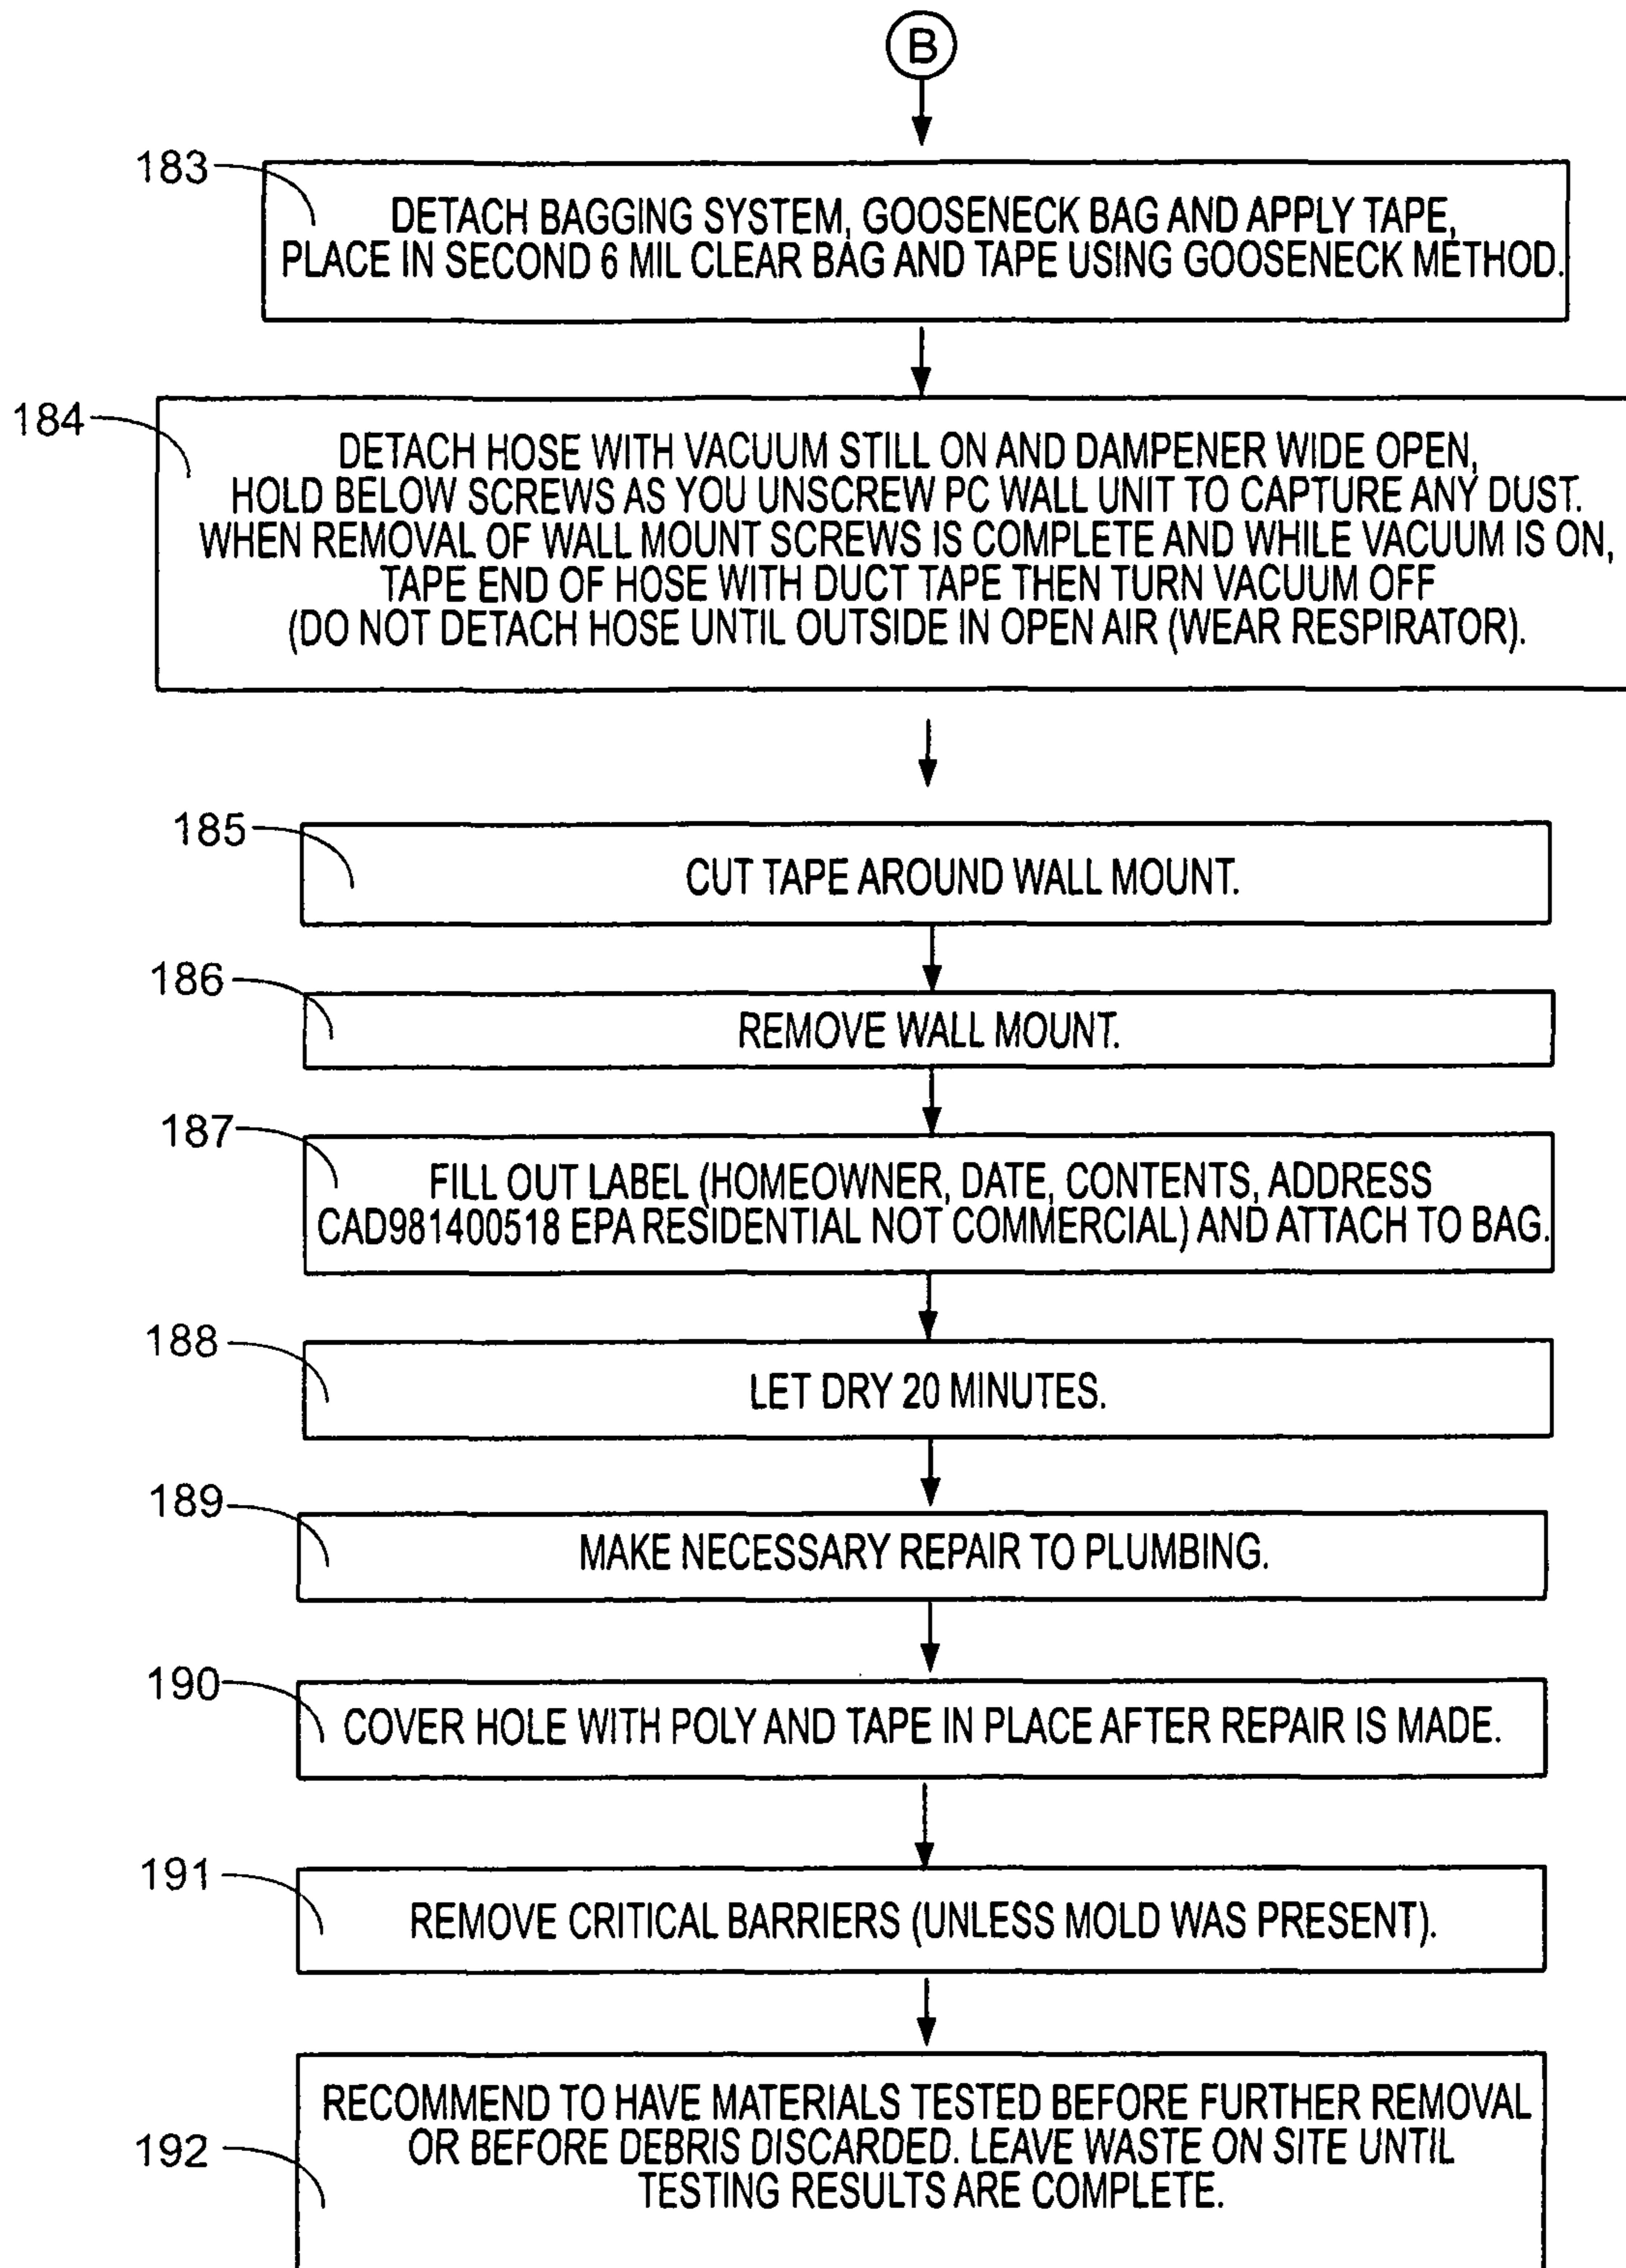 B
183
DETACH BAGGING SYSTEM, GOOSENECK BAG AND APPLY TAPE,
PLACE IN SECOND 6 MIL CLEAR BAG AND TAPE USING GOOSENECK METHOD.
184
DETACH HOSE WITH VACUUM STILL ON AND DAMPENER WIDE OPEN,
HOLD BELOW SCREWS AS YOU UNSCREW PC WALL UNIT TO CAPTURE ANY DUST.
WHEN REMOVAL OF WALL MOUNT SCREWS IS COMPLETE AND WHILE VACUUM IS ON,
TAPE END OF HOSE WITH DUCT TAPE THEN TURN VACUUM OFF
(DO NOT DETACH HOSE UNTIL OUTSIDE IN OPEN AIR (WEAR RESPIRATOR).
185
CUT TAPE AROUND WALL MOUNT.
186
REMOVE WALL MOUNT.
187
FILL OUT LABEL (HOMEOWNER, DATE, CONTENTS, ADDRESS
CAD981400518 EPA RESIDENTIAL NOT COMMERCIAL) AND ATTACH TO BAG.
188
LET DRY 20 MINUTES.
189
MAKE NECESSARY REPAIR TO PLUMBING.
190
COVER HOLE WITH POLY AND TAPE IN PLACE AFTER REPAIR IS MADE.
191
REMOVE CRITICAL BARRIERS (UNLESS MOLD WAS PRESENT).
192
RECOMMEND TO HAVE MATERIALS TESTED BEFORE FURTHER REMOVAL
OR BEFORE DEBRIS DISCARDED. LEAVE WASTE ON SITE UNTIL
TESTING RESULTS ARE COMPLETE.